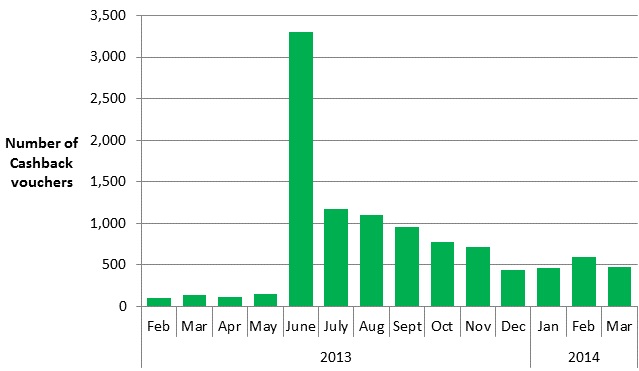 3,500
3,000
2,500
2,000
1,500
1,000
500
0
Number of
Cashback
vouchers
Feb Mar Apr May June July Aug Sept Oct Nov Dec Jan Feb Mar
2013 2014